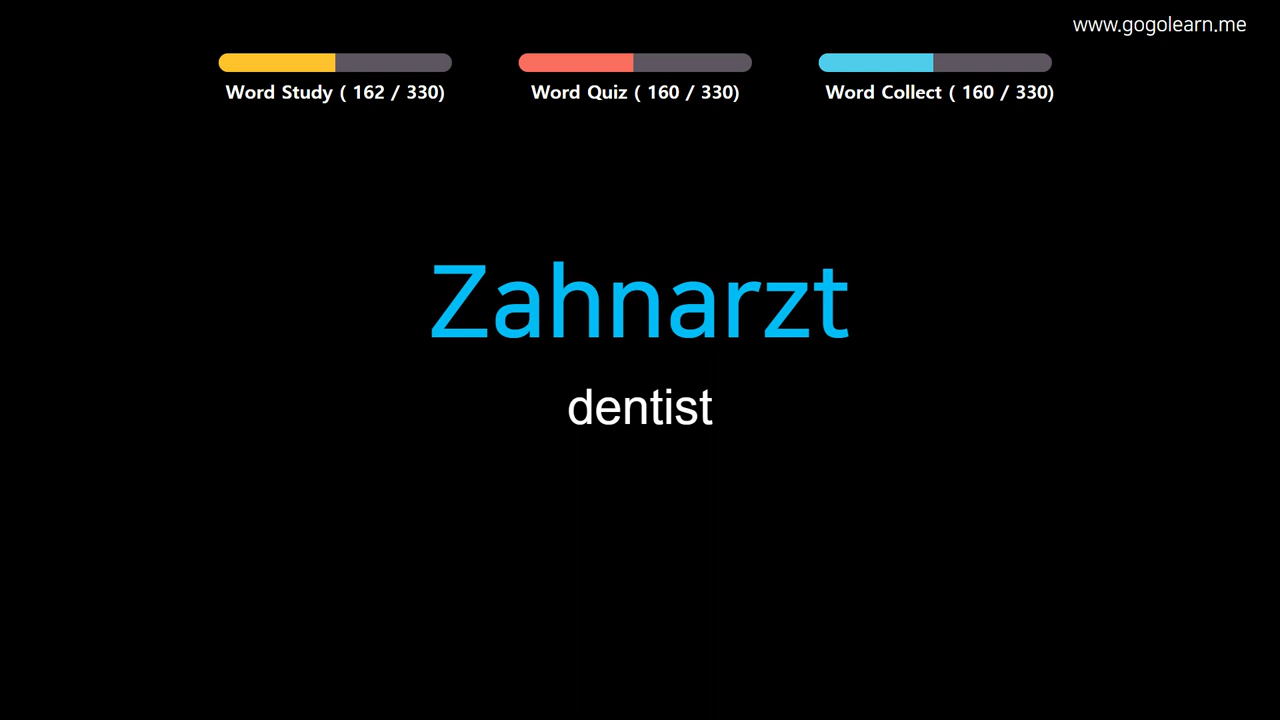 www.gogolearn.me
Word Study ( 162 / 330)
Word Quiz ( 160 / 330)
Word Collect ( 160 / 330)
Zahnarzt
dentist